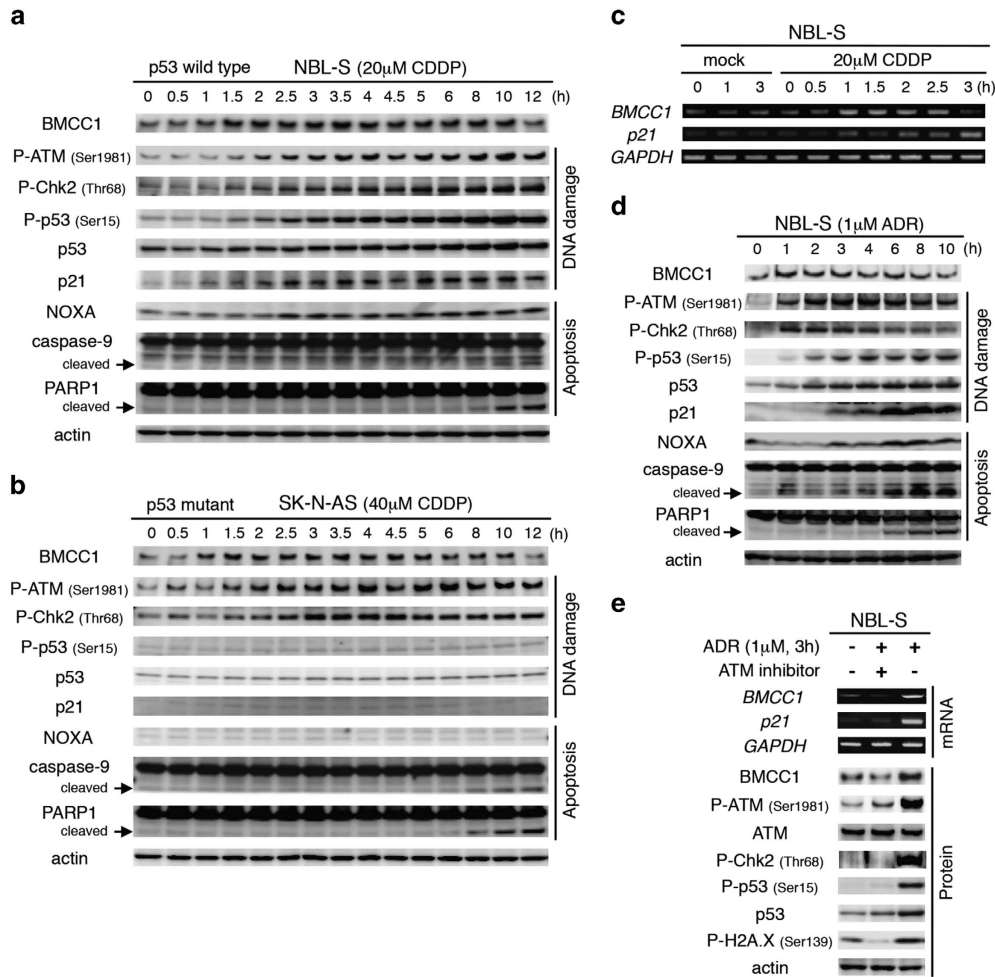 a
p53 wild type NBL-S (20μM CDDP)
0 0.5 1 1.5 2 2.5 3 3.5 4 4.5 5 6 8 10 12 (h)
BMCC1
P-ATM (Ser1981)
P-Chk2 (Thr68)
P-p53 (Ser15)
p53
p21
DNA damage
NOXA
caspase-9
cleaved
PARP1
cleaved
Apoptosis
actin
b
p53 mutant SK-N-AS (40μM CDDP)
0 0.5 1 1.5 2 2.5 3 3.5 4 4.5 5 6 8 10 12 (h)
BMCC1
P-ATM (Ser1981)
P-Chk2 (Thr68)
P-p53 (Ser15)
p53
p21
DNA damage
NOXA
caspase-9
cleaved
PARP1
cleaved
Apoptosis
actin
c
NBL-S
mock 20μM CDDP
0 1 3 0 0.5 1 1.5 2 2.5 3 (h)
BMCC1
p21
GAPDH
d
NBL-S (1μM ADR)
0 1 2 3 4 6 8 10 (h)
BMCC1
P-ATM (Ser1981)
P-Chk2 (Thr68)
P-p53 (Ser15)
p53
p21
DNA damage
NOXA
caspase-9
cleaved
PARP1
cleaved
Apoptosis
actin
e
NBL-S
ADR (1μM, 3h) - + +
ATM inhibitor - + -
BMCC1
p21
GAPDH
mRNA
BMCC1
P-ATM (Ser1981)
ATM
P-Chk2 (Thr68)
P-p53 (Ser15)
p53
P-H2A.X (Ser139)
actin
Protein